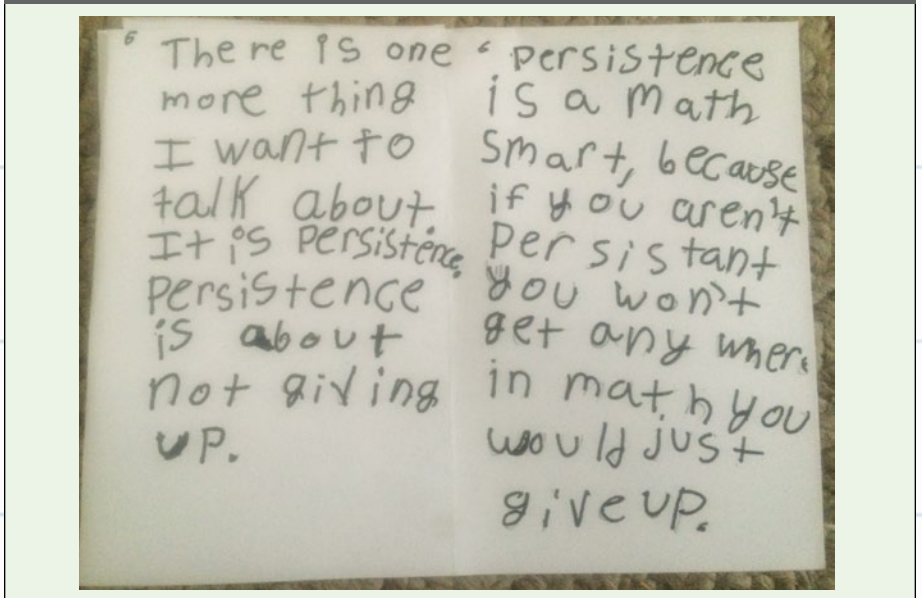 5
There is one
more thing
I want to
talk about.
It is persistence.
persistence
is about
not giving
up.
6
persistence
is a math
smart, because
if you aren't
persistant
you won't
get any where
in math you
would just
give up.